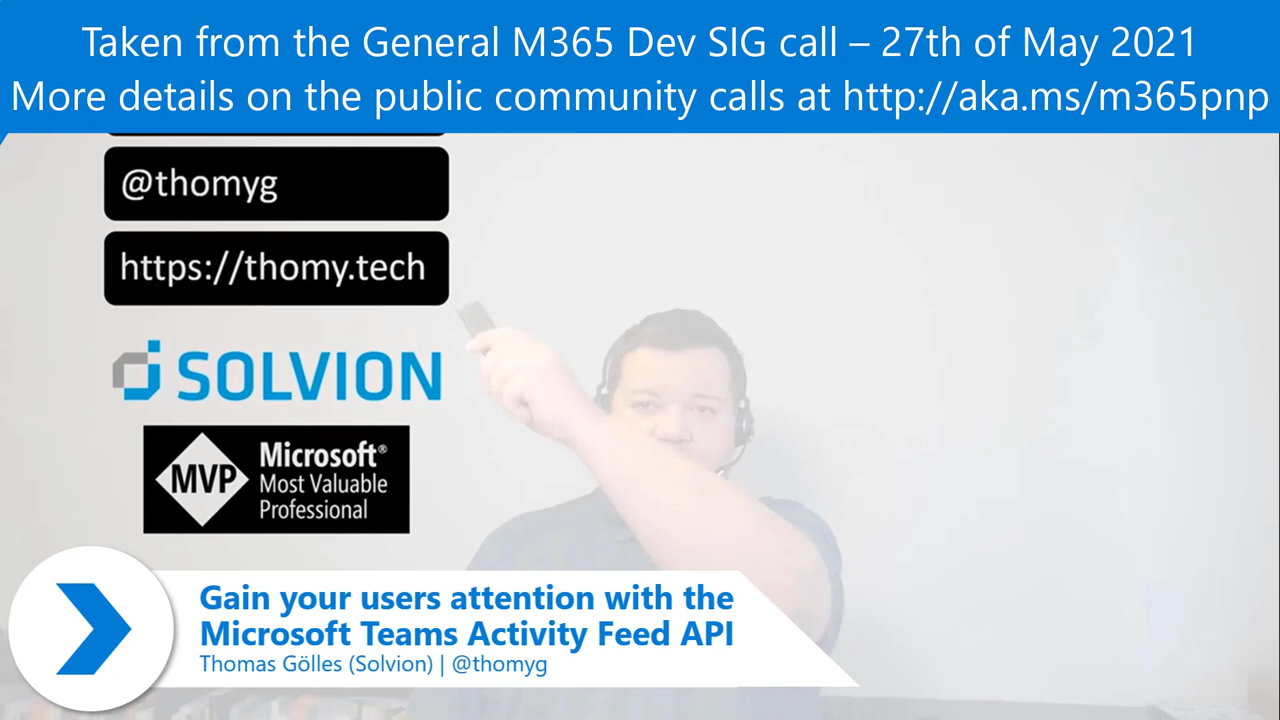 Taken from the General M365 Dev SIG call – 27th of May 2021
More details on the public community calls at http://aka.ms/m365pnp
@thomyg
https://thomy.tech
SOLVION
MVP
Microsoft®
Most Valuable
Professional
Gain your users attention with the
Microsoft Teams Activity Feed API
Thomas Gölles (Solvion) | @thomyg